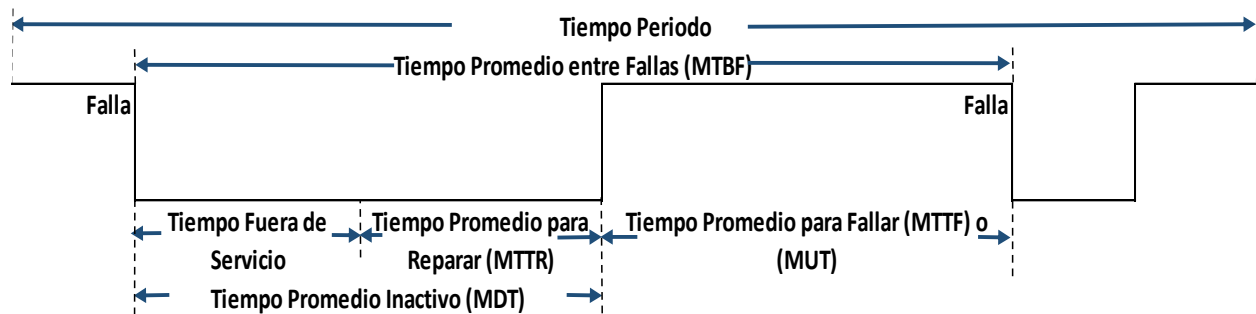 Tiempo Periodo
Tiempo Promedio entre Fallas (MTBF)
Falla
Falla
Tiempo Fuera de
Servicio
Tiempo Promedio para
Reparar (MTTR)
Tiempo Promedio para Fallar (MTTF) o
(MUT)
Tiempo Promedio Inactivo (MDT)